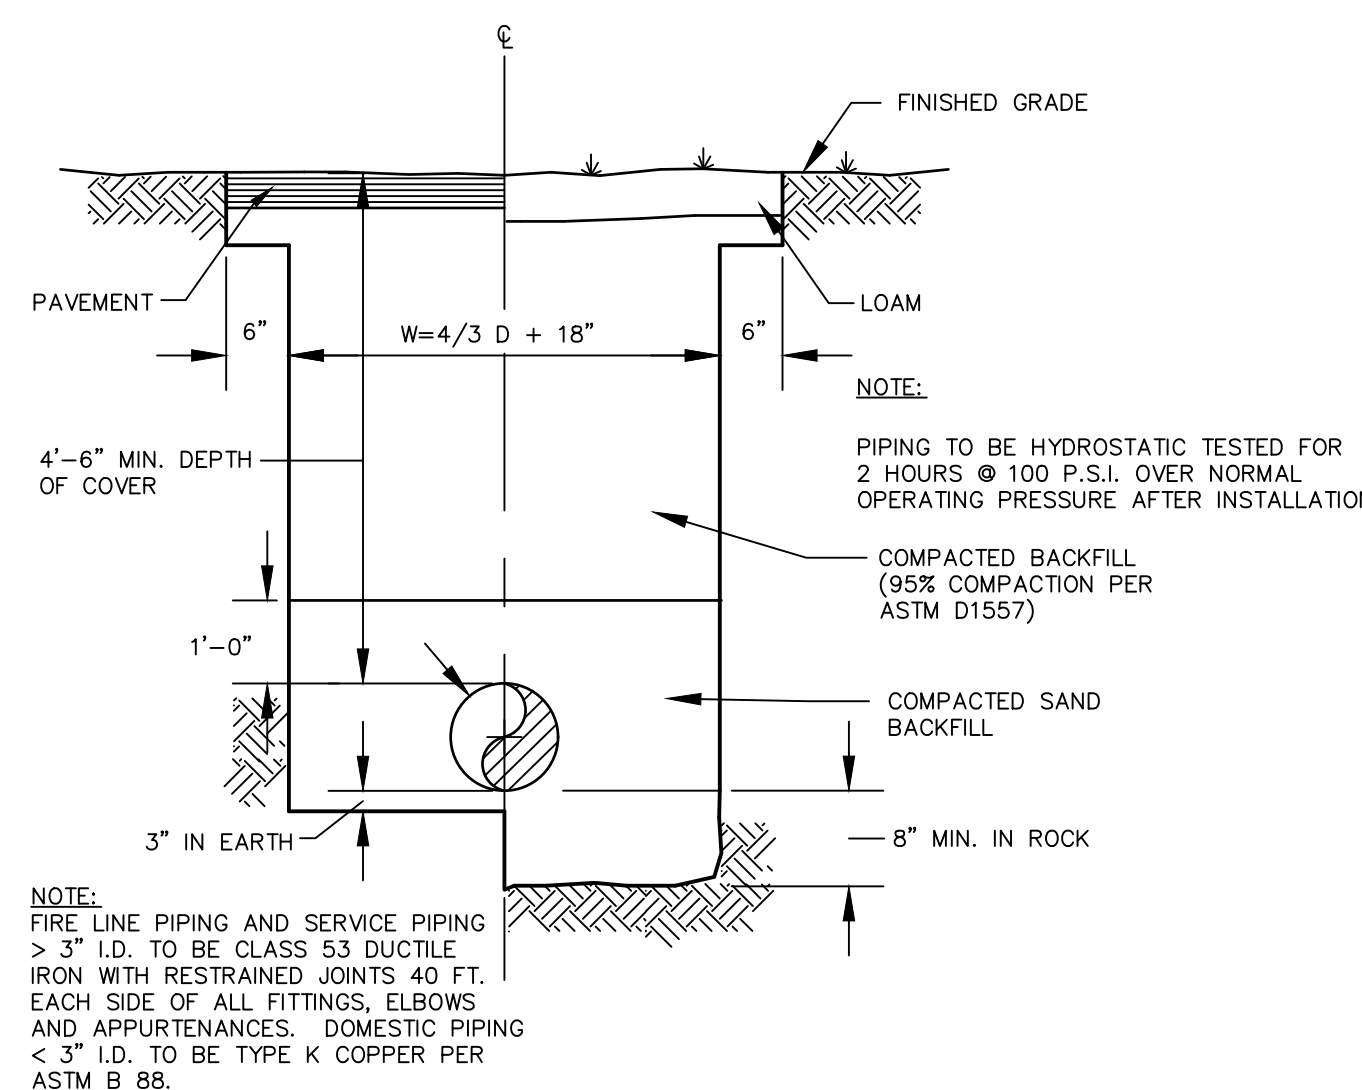 ℄
FINISHED GRADE
PAVEMENT
LOAM
6”
W=4/3 D + 18”
6”
NOTE:
PIPING TO BE HYDROSTATIC TESTED FOR
2 HOURS @ 100 P.S.I. OVER NORMAL
OPERATING PRESSURE AFTER INSTALLATION
4’-6” MIN. DEPTH
OF COVER
COMPACTED BACKFILL
(95% COMPACTION PER
ASTM D1557)
1’-0”
COMPACTED SAND
BACKFILL
3” IN EARTH
8” MIN. IN ROCK
NOTE:
FIRE LINE PIPING AND SERVICE PIPING
> 3” I.D. TO BE CLASS 53 DUCTILE
IRON WITH RESTRAINED JOINTS 40 FT.
EACH SIDE OF ALL FITTINGS, ELBOWS
AND APPURTENANCES. DOMESTIC PIPING
< 3” I.D. TO BE TYPE K COPPER PER
ASTM B 88.